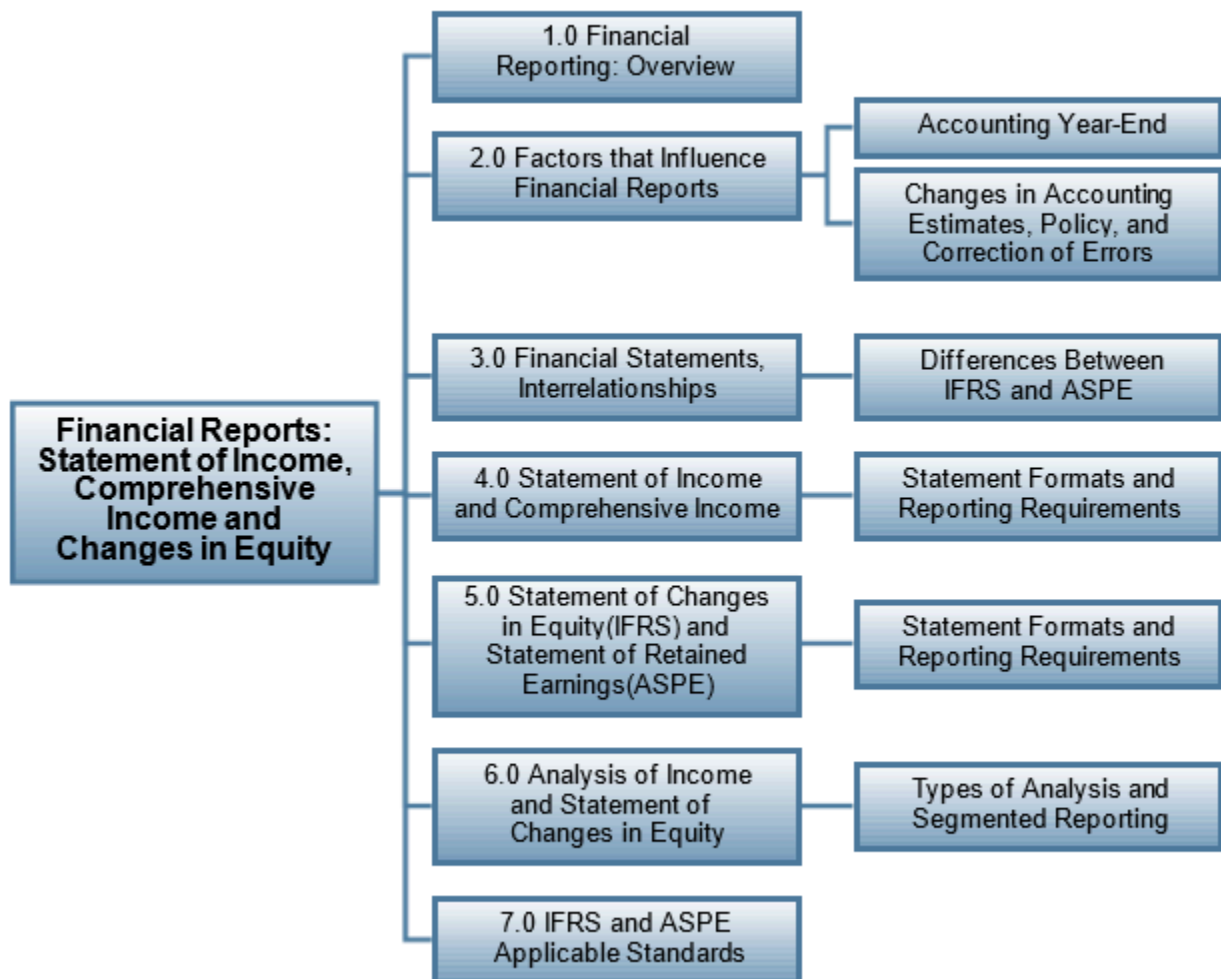 1.0 Financial
Reporting: Overview
2.0 Factors that Influence
Financial Reports
Accounting Year-End
Changes in Accounting
Estimates, Policy, and
Correction of Errors
3.0 Financial Statements,
Interrelationships
Differences Between
IFRS and ASPE
Financial Reports:
Statement of Income,
Comprehensive
Income and
Changes in Equity
4.0 Statement of Income
and Comprehensive Income
Statement Formats and
Reporting Requirements
5.0 Statement of Changes
in Equity(IFRS) and
Statement of Retained
Earnings(ASPE)
Statement Formats and
Reporting Requirements
6.0 Analysis of Income
and Statement of
Changes in Equity
Types of Analysis and
Segmented Reporting
7.0 IFRS and ASPE
Applicable Standards